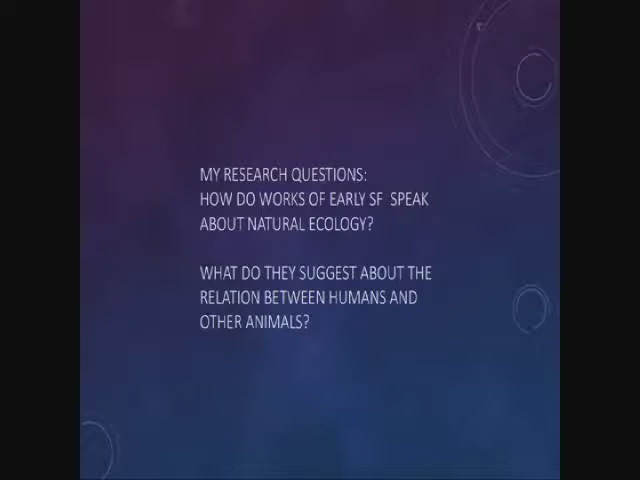 MY RESEARCH QUESTIONS:
HOW DO WORKS OF EARLY SF SPEAK
ABOUT NATURAL ECOLOGY?
WHAT DO THEY SUGGEST ABOUT THE
RELATION BETWEEN HUMANS AND
OTHER ANIMALS?